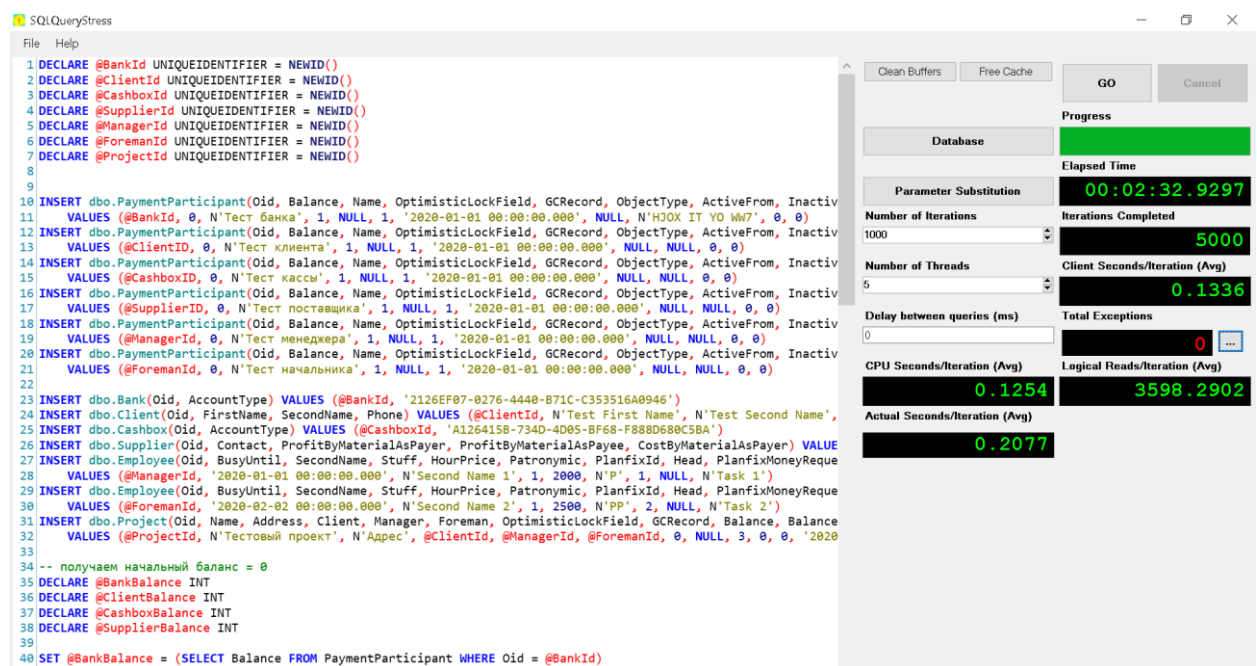 SQLQueryStress
File Help
1 DECLARE @BankId UNIQUEIDENTIFIER = NEWID()
2 DECLARE @ClientId UNIQUEIDENTIFIER = NEWID()
3 DECLARE @CashboxId UNIQUEIDENTIFIER = NEWID()
4 DECLARE @SupplierId UNIQUEIDENTIFIER = NEWID()
5 DECLARE @ManagerId UNIQUEIDENTIFIER = NEWID()
6 DECLARE @ForemanId UNIQUEIDENTIFIER = NEWID()
7 DECLARE @ProjectId UNIQUEIDENTIFIER = NEWID()
8
9
10 INSERT dbo.PaymentParticipant(Oid, Balance, Name, OptimisticLockField, GCRecord, ObjectType, ActiveFrom, Inactiv
11 VALUES (@BankId, 0, N'Тест банка', 1, NULL, 1, '2020-01-01 00:00:00.000', NULL, N'HJOX IT YO WW7', 0, 0)
12 INSERT dbo.PaymentParticipant(Oid, Balance, Name, OptimisticLockField, GCRecord, ObjectType, ActiveFrom, Inactiv
13 VALUES (@ClientID, 0, N'Тест клиента', 1, NULL, 1, '2020-01-01 00:00:00.000', NULL, NULL, 0, 0)
14 INSERT dbo.PaymentParticipant(Oid, Balance, Name, OptimisticLockField, GCRecord, ObjectType, ActiveFrom, Inactiv
15 VALUES (@CashboxID, 0, N'Тест кассы', 1, NULL, 1, '2020-01-01 00:00:00.000', NULL, NULL, 0, 0)
16 INSERT dbo.PaymentParticipant(Oid, Balance, Name, OptimisticLockField, GCRecord, ObjectType, ActiveFrom, Inactiv
17 VALUES (@SupplierID, 0, N'Тест поставщика', 1, NULL, 1, '2020-01-01 00:00:00.000', NULL, NULL, 0, 0)
18 INSERT dbo.PaymentParticipant(Oid, Balance, Name, OptimisticLockField, GCRecord, ObjectType, ActiveFrom, Inactiv
19 VALUES (@ManagerId, 0, N'Тест менеджера', 1, NULL, 1, '2020-01-01 00:00:00.000', NULL, NULL, 0, 0)
20 INSERT dbo.PaymentParticipant(Oid, Balance, Name, OptimisticLockField, GCRecord, ObjectType, ActiveFrom, Inactiv
21 VALUES (@ForemanId, 0, N'Тест начальника', 1, NULL, 1, '2020-01-01 00:00:00.000', NULL, NULL, 0, 0)
22
23 INSERT dbo.Bank(Oid, AccountType) VALUES (@BankId, '2126EF07-0276-4440-B71C-C353516A0946')
24 INSERT dbo.Client(Oid, FirstName, SecondName, Phone) VALUES (@ClientId, N'Test First Name', N'Test Second Name',
25 INSERT dbo.Cashbox(Oid, AccountType) VALUES (@CashboxId, 'A126415B-734D-4D05-BF68-F888D680C5BA')
26 INSERT dbo.Supplier(Oid, Contact, ProfitByMaterialAsPayer, ProfitByMaterialAsPayee, CostByMaterialAsPayer) VALUE
27 INSERT dbo.Employee(Oid, BusyUntil, SecondName, Stuff, HourPrice, Patronymic, PlanfixId, Head, PlanfixMoneyReque
28 VALUES (@ManagerId, '2020-01-01 00:00:00.000', N'Second Name 1', 1, 2000, N'P', 1, NULL, N'Task 1')
29 INSERT dbo.Employee(Oid, BusyUntil, SecondName, Stuff, HourPrice, Patronymic, PlanfixId, Head, PlanfixMoneyReque
30 VALUES (@ForemanId, '2020-02-02 00:00:00.000', N'Second Name 2', 1, 2500, N'PP', 2, NULL, N'Task 2')
31 INSERT dbo.Project(Oid, Name, Address, Client, Manager, Foreman, OptimisticLockField, GCRecord, Balance, Balance
32 VALUES (@ProjectId, N'Тестовый проект', N'Адрес', @ClientId, @ManagerId, @ForemanId, 0, NULL, 3, 0, 0, '2020
33
34 -- получаем начальный баланс = 0
35 DECLARE @BankBalance INT
36 DECLARE @ClientBalance INT
37 DECLARE @CashboxBalance INT
38 DECLARE @SupplierBalance INT
39
40 SET @BankBalance = (SELECT Balance FROM PaymentParticipant WHERE Oid = @BankId)
Clean Buffers Free Cache
GO Cancel
Progress
Database
Elapsed Time
00:02:32.9297
Parameter Substitution
Number of Iterations Iterations Completed
1000 5000
Number of Threads Client Seconds/Iteration (Avg)
5 0.1336
Delay between queries (ms) Total Exceptions
0 0 ...
CPU Seconds/Iteration (Avg) Logical Reads/Iteration (Avg)
0.1254 3598.2902
Actual Seconds/Iteration (Avg)
0.2077